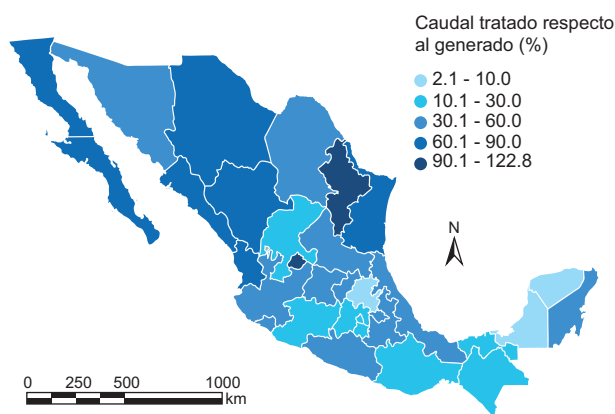 Caudal tratado respecto
al generado (%)
2.1 - 10.0
10.1 - 30.0
30.1 - 60.0
60.1 - 90.0
90.1 - 122.8
N
0 250 500 1000
km